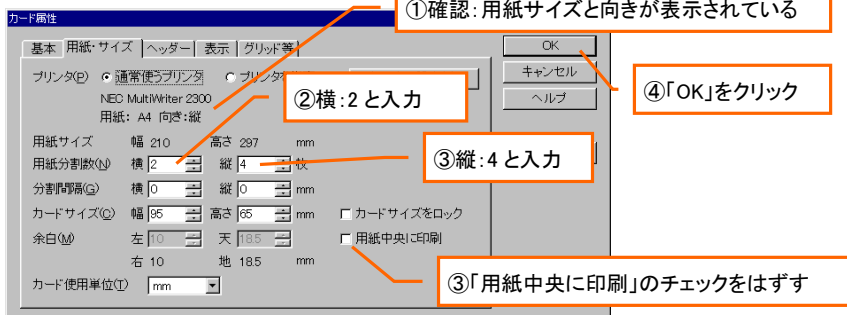 ①確認：用紙サイズと向きが表示されている
カード属性
基本 用紙・サイズ ヘッダー 表示 グリッド等
OK
プリンタ(P) 通常使うプリンタ プリンタ
キャンセル
NEC MultiWriter 2300
②横：2 と入力
ヘルプ
④「OK」をクリック
用紙： A4 向き：縦
用紙サイズ 幅 210 高さ 297 mm
③縦：4 と入力
用紙分割数(N) 横 2 縦 4 枚
分割間隔(G) 横 0 縦 0 mm
カードサイズ(C) 幅 95 高さ 65 mm カードサイズをロック
余白(M) 左 10 天 18.5 用紙中央に印刷
右 10 地 18.5 mm
③「用紙中央に印刷」のチェックをはずす
カード使用単位(T) mm